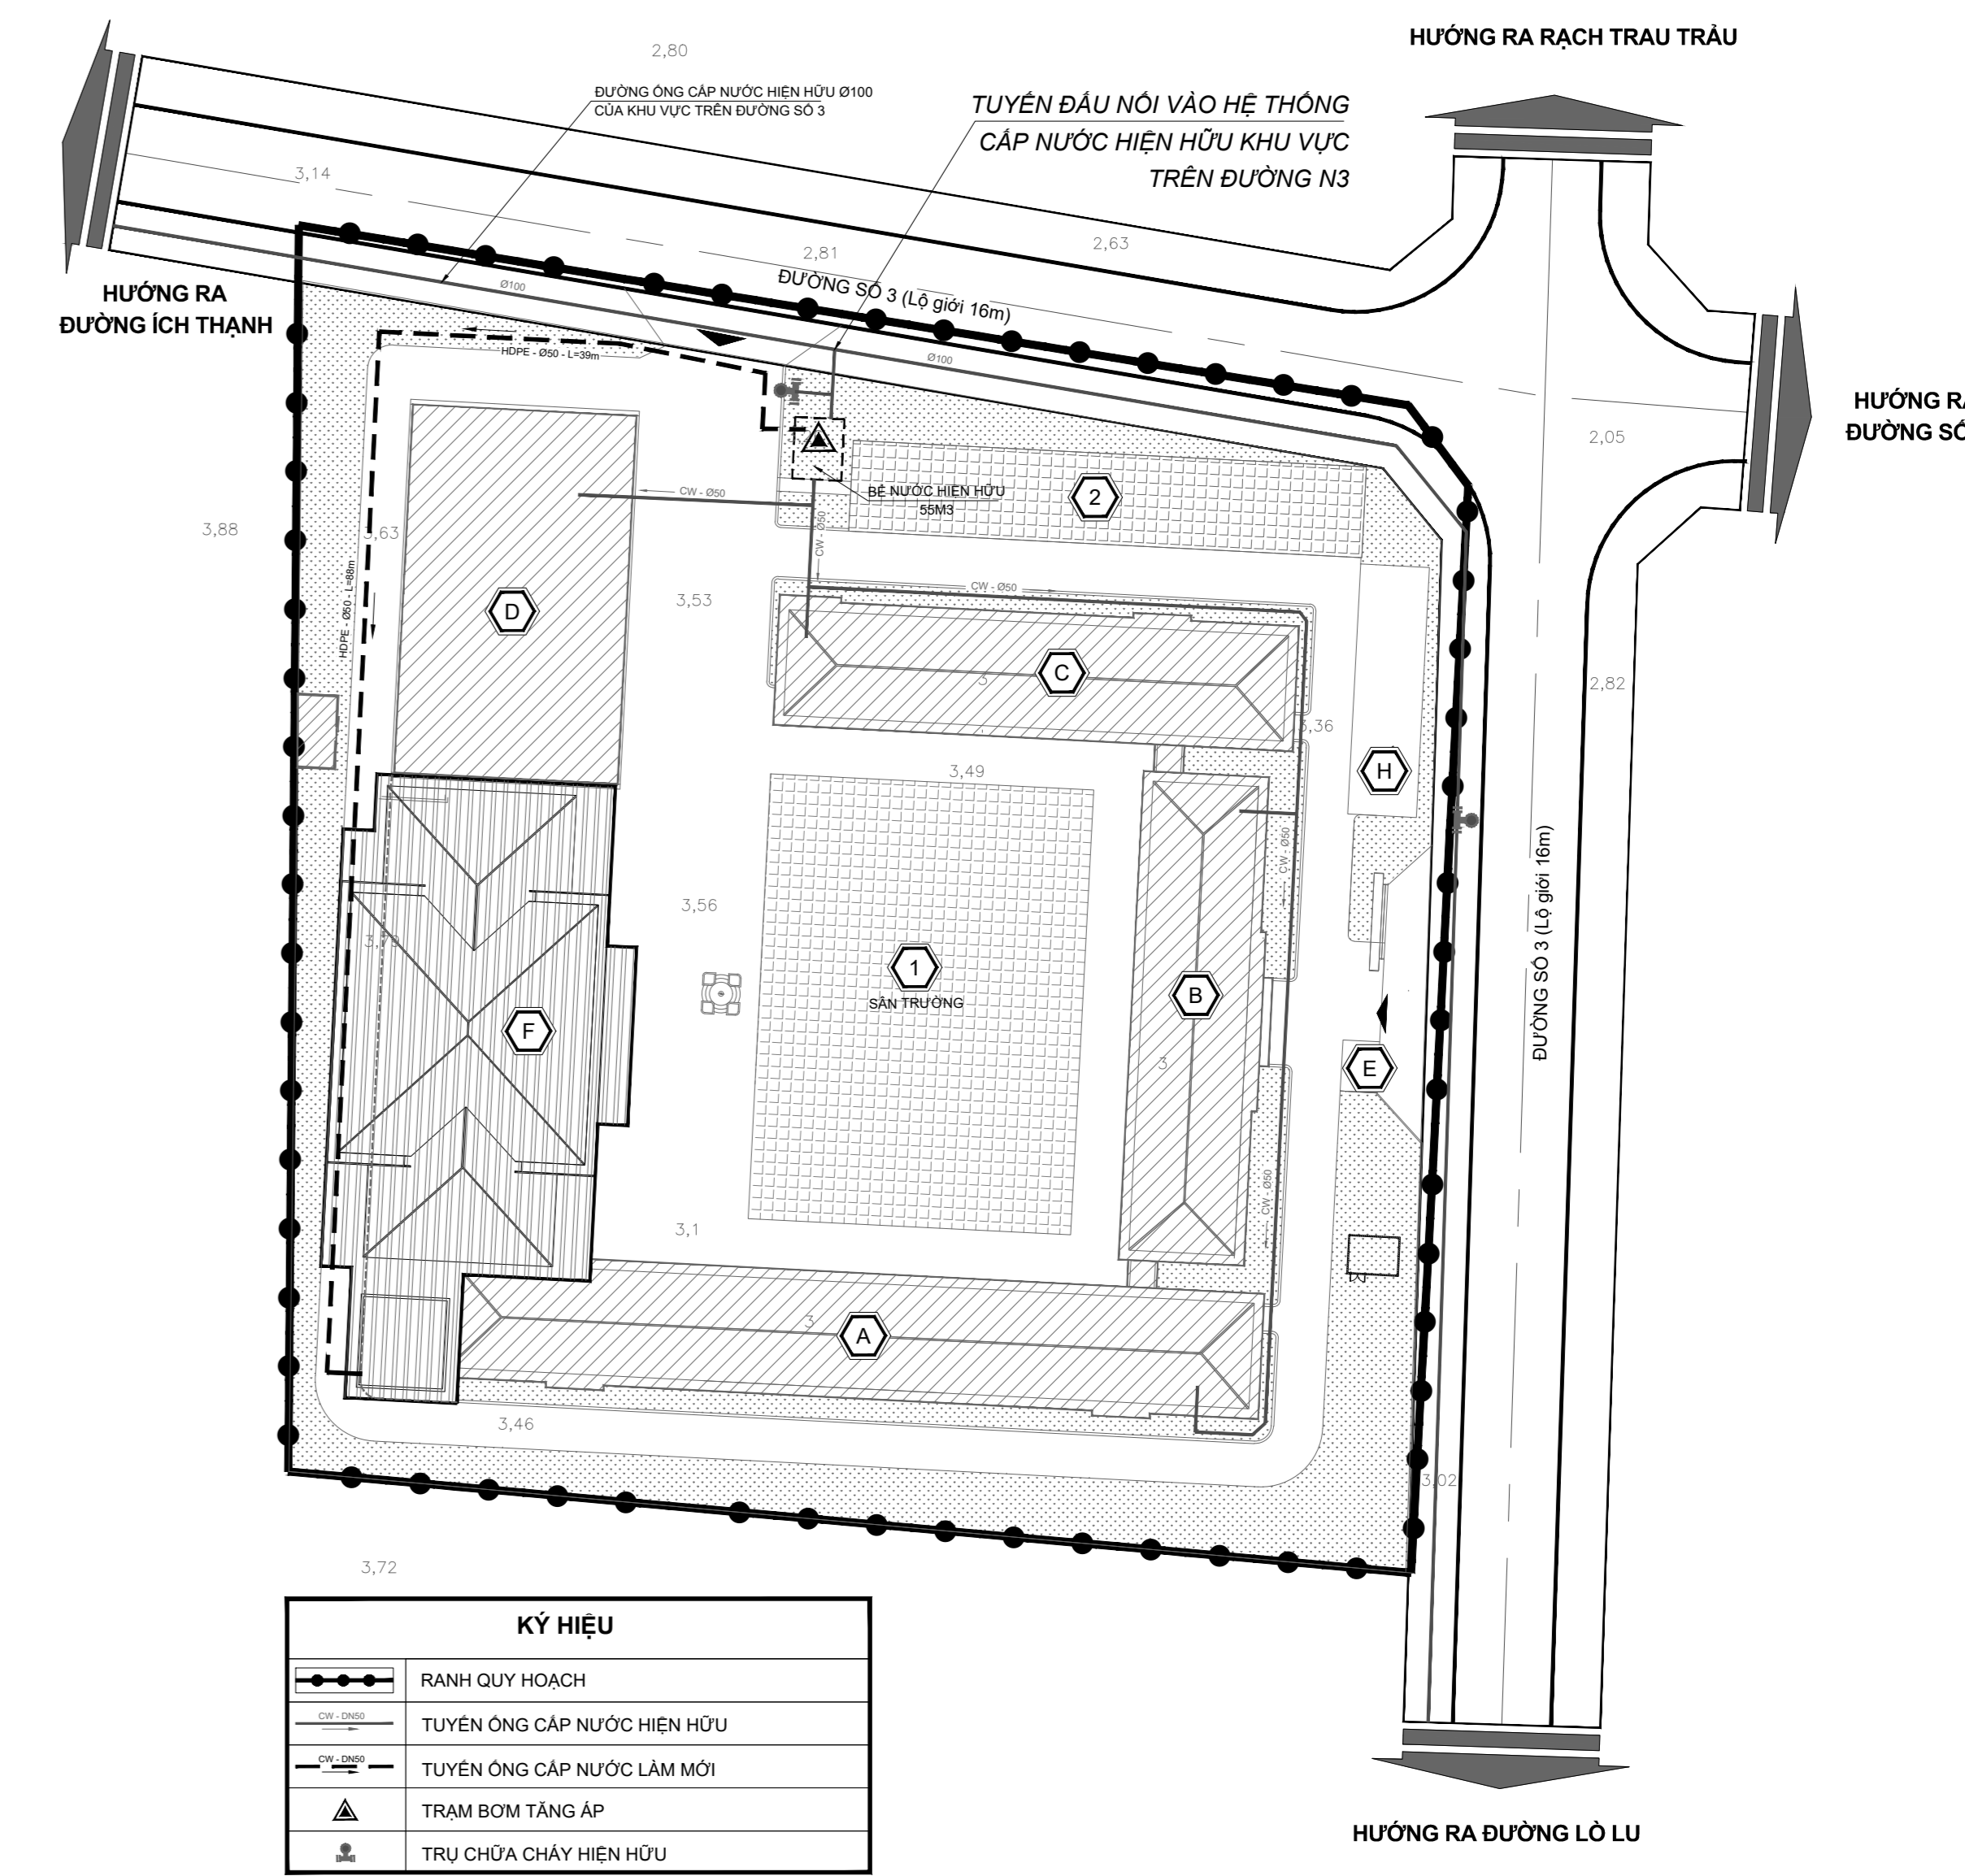 HƯỚNG RA RẠCH TRAU TRẢU
2,80
ĐƯỜNG ỐNG CẤP NƯỚC HIỆN HỮU Ø100
CỦA KHU VỰC TRÊN ĐƯỜNG SỐ 3
TUYẾN ĐẤU NỐI VÀO HỆ THỐNG
CẤP NƯỚC HIỆN HỮU KHU VỰC
TRÊN ĐƯỜNG N3
3,14
2,81
2,63
Ø100
ĐƯỜNG SỐ 3 (Lộ giới 16m)
HƯỚNG RA
ĐƯỜNG ÍCH THẠNH
HDPE - Ø50 - L=39m
Ø100
HƯỚNG RA
ĐƯỜNG SỐ
2,05
CW - Ø50
BỂ NƯỚC HIỆN HỮU
55M3
2
3,88
3,63
CW - Ø50
HDPE - Ø50 - L=88m
D
3,53
CW - Ø50
C
3
2,82
3,36
3,49
H
CW - Ø50
3,56
3,79
1
SÂN TRƯỜNG
B
3
F
E
ĐƯỜNG SỐ 3 (Lộ giới 16m)
CW - Ø50
3,1
A
3
3,46
3,02
3,72
KÝ HIỆU
RANH QUY HOẠCH
CW - DN50
TUYẾN ỐNG CẤP NƯỚC HIỆN HỮU
CW - DN50
TUYẾN ỐNG CẤP NƯỚC LÀM MỚI
TRẠM BƠM TĂNG ÁP
TRỤ CHỮA CHÁY HIỆN HỮU
HƯỚNG RA ĐƯỜNG LÒ LU